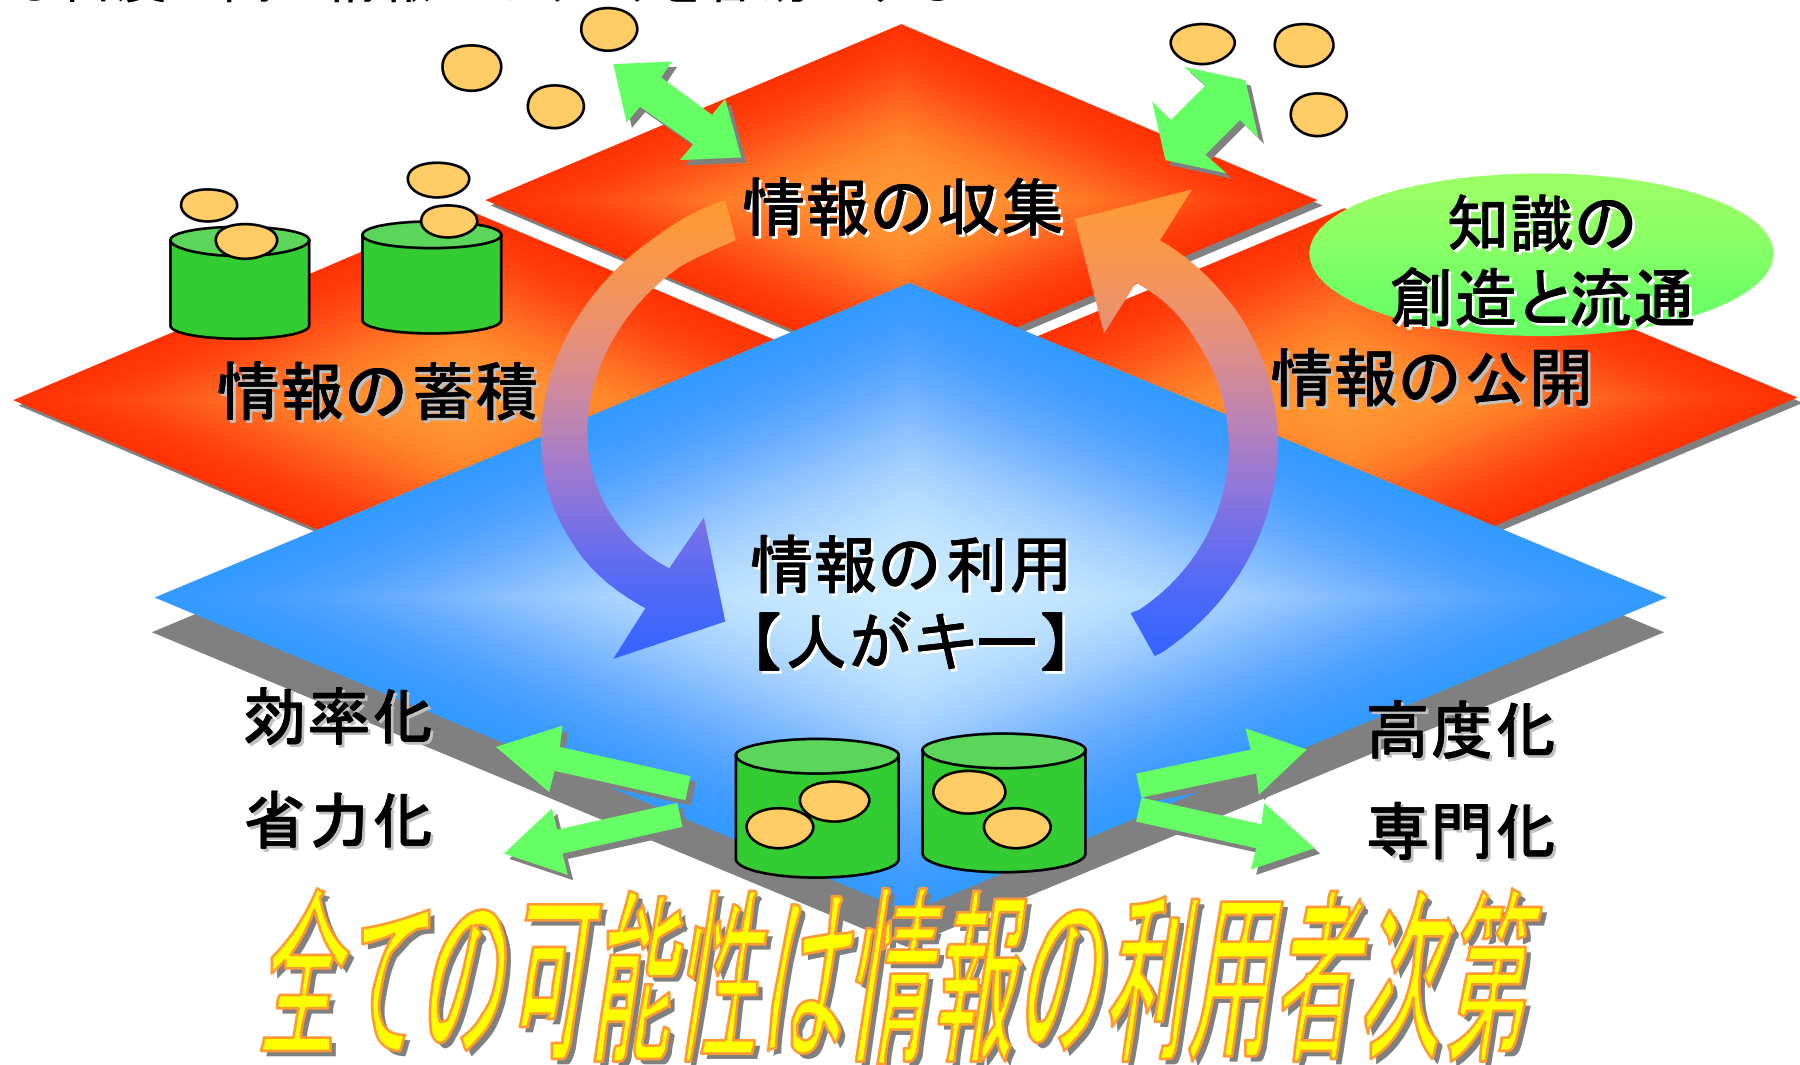 情報の収集
知識の
創造と流通
情報の蓄積
情報の公開
情報の利用
【人がキー】
効率化
省力化
高度化
専門化
全ての可能性は情報の利用者次第